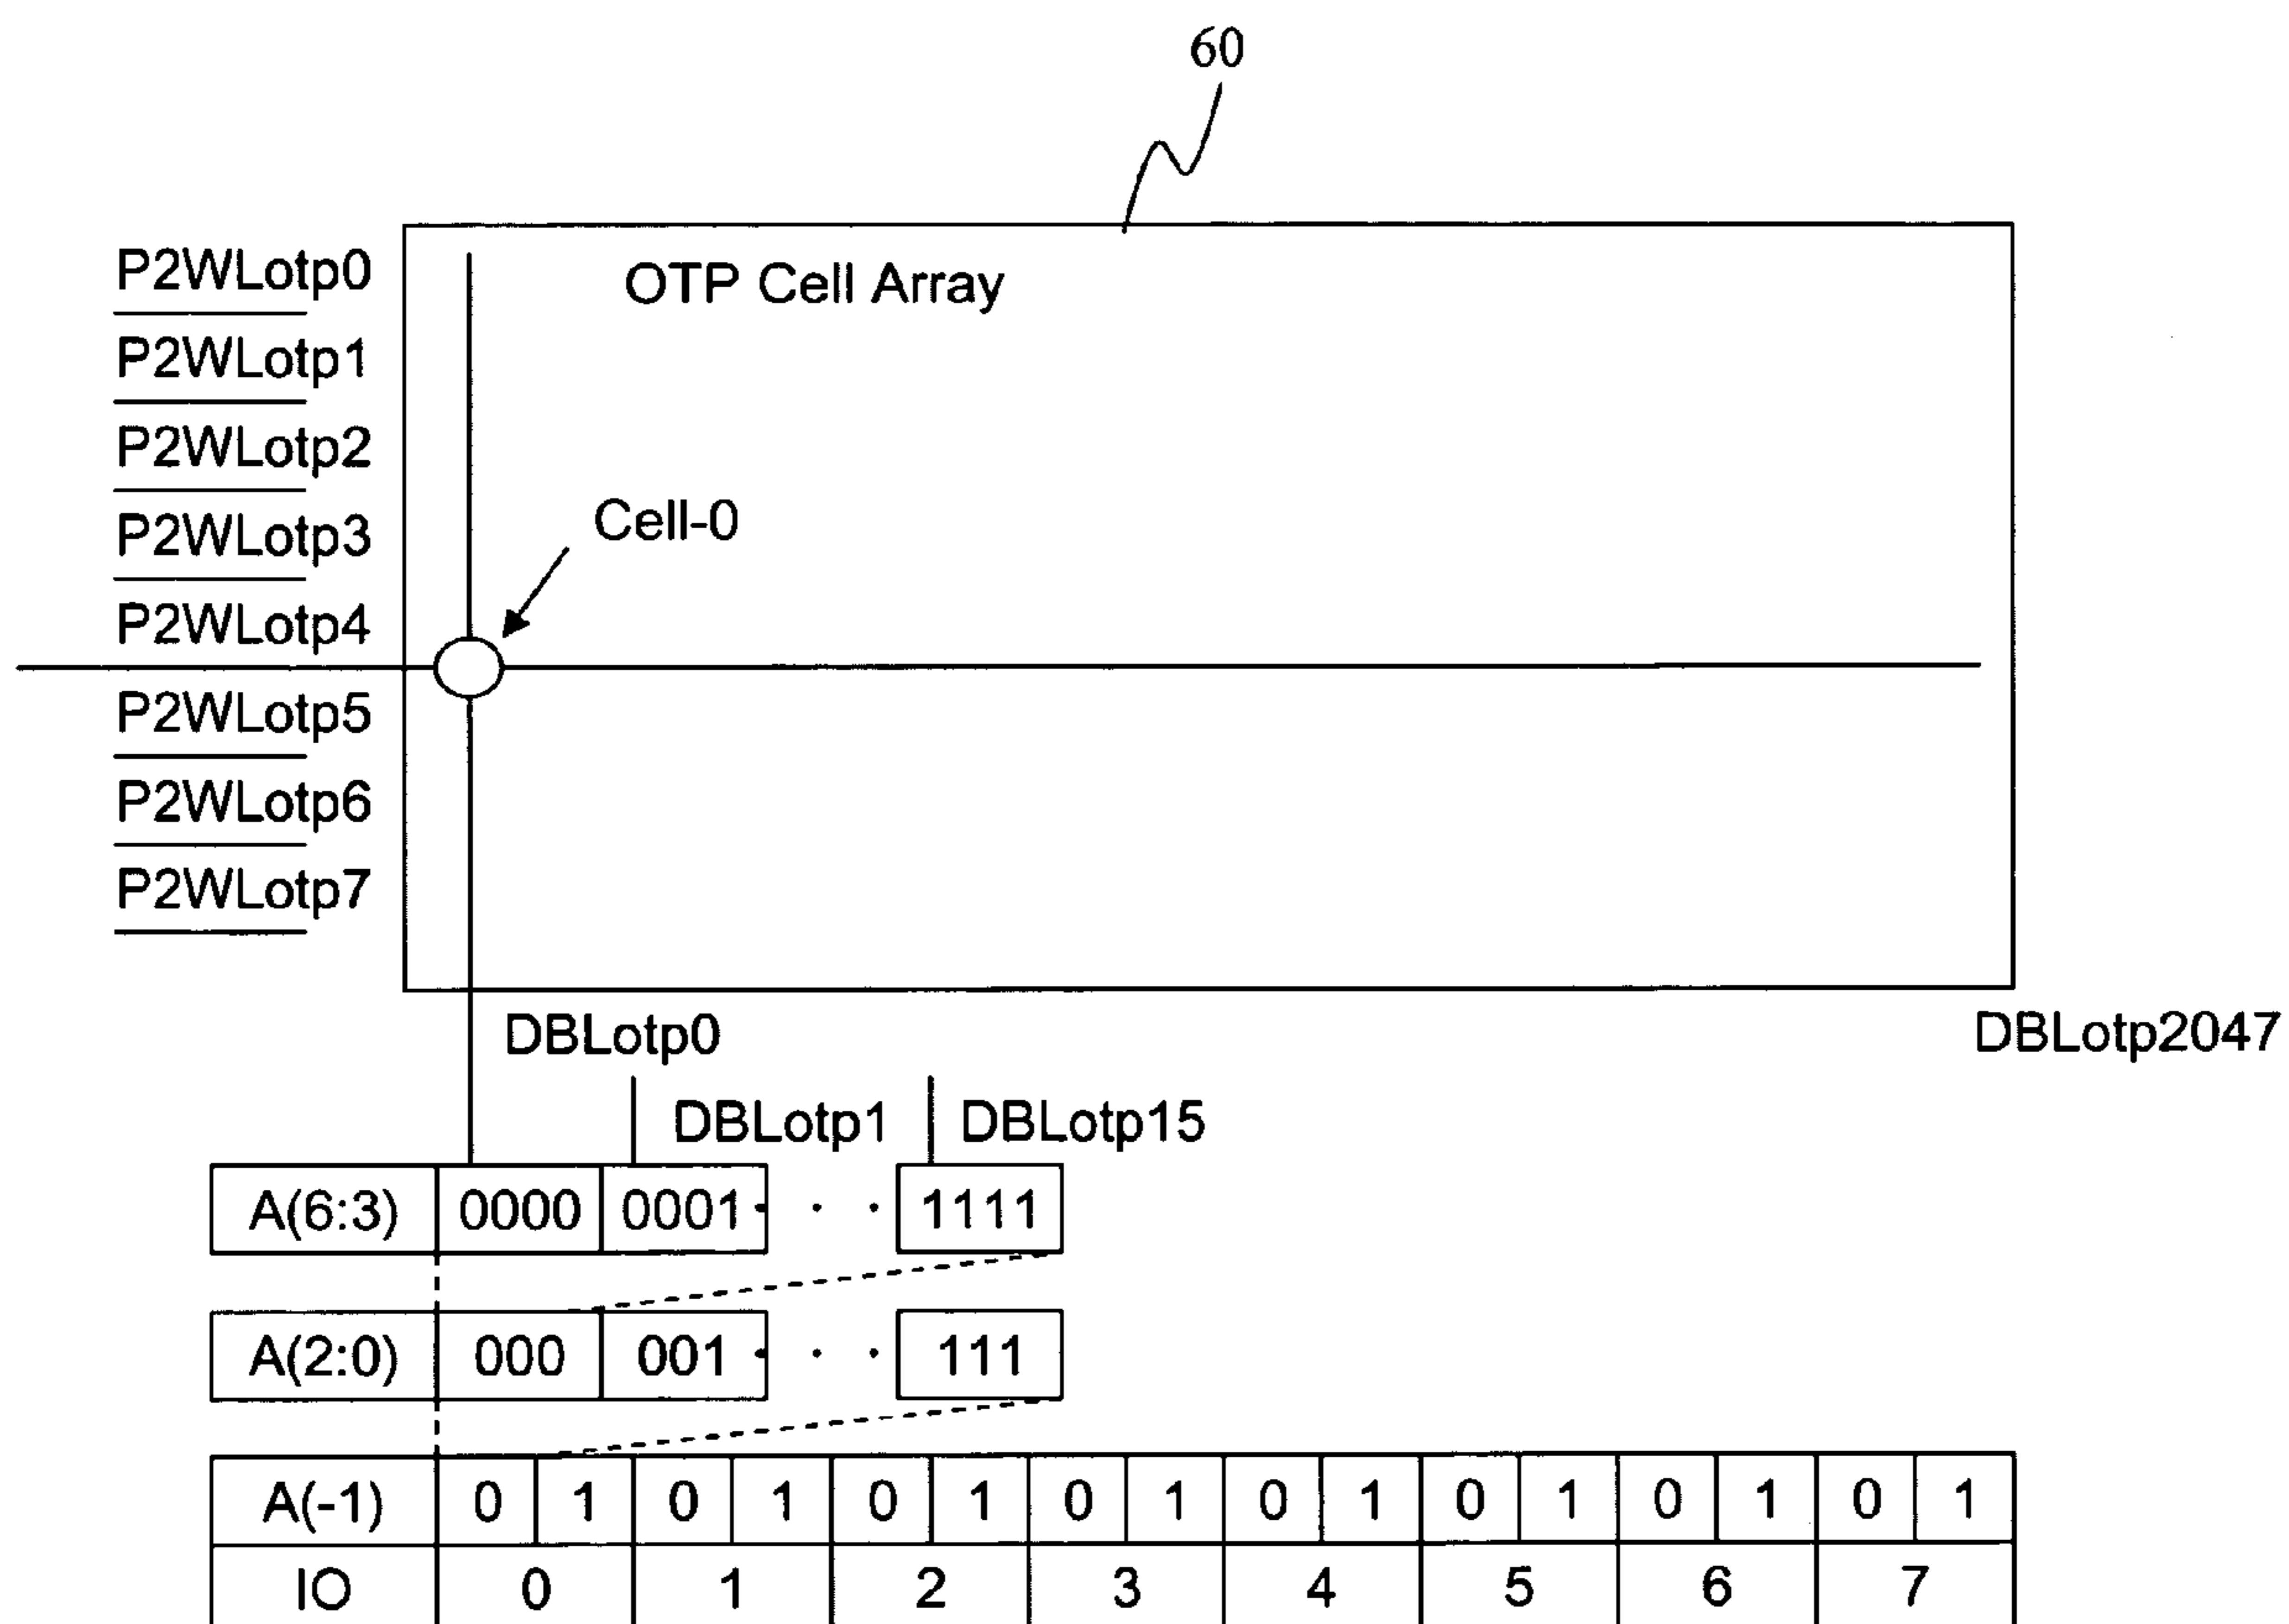 60
P2WLotp0
OTP Cell Array
P2WLotp1
P2WLotp2
P2WLotp3
Cell-0
P2WLotp4
P2WLotp5
P2WLotp6
P2WLotp7
DBLotp0
DBLotp2047
DBLotp1
DBLotp15
A(6:3) 0000 0001 · · · 1111
A(2:0) 000 001 · · · 111
A(-1) 0 1 0 1 0 1 0 1 0 1 0 1 0 1 0 1
IO 0 1 2 3 4 5 6 7